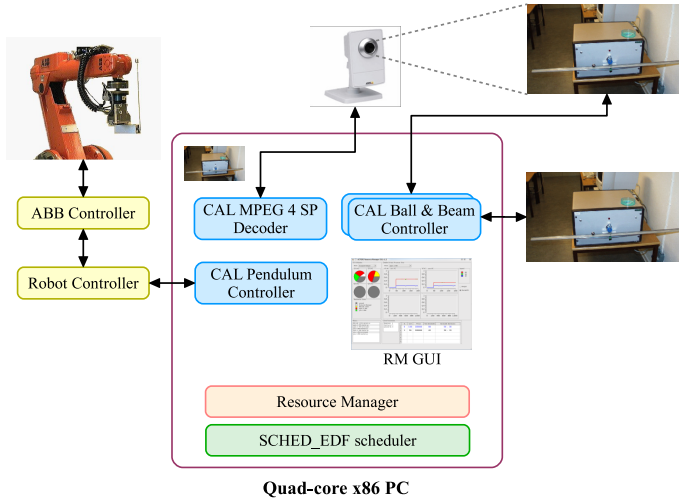 ABB Controller
Robot Controller
CAL MPEG 4 SP
Decoder
CAL Ball & Beam
Controller
CAL Pendulum
Controller
RM GUI
Resource Manager
SCHED_EDF scheduler
Quad-core x86 PC